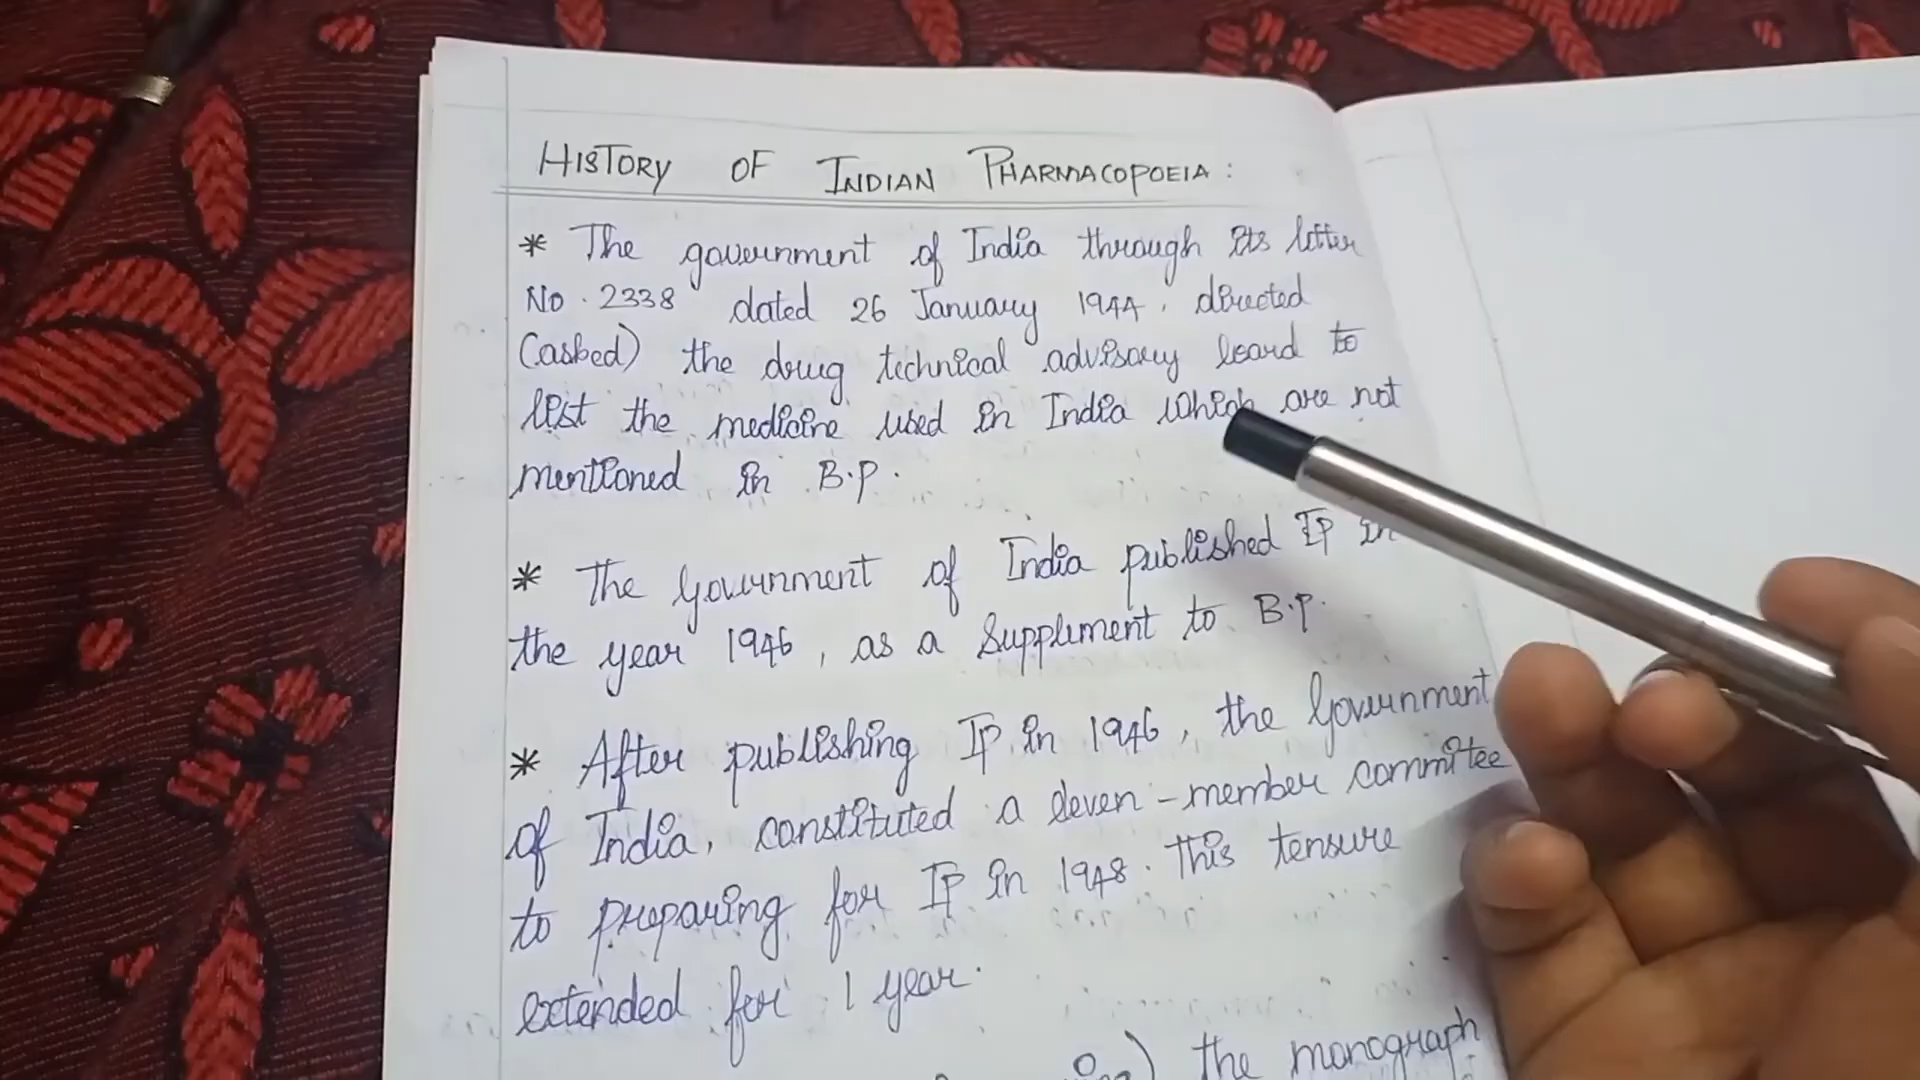 HISTORY OF INDIAN PHARMACOPOEIA:
* The government of India through its letter
No. 2338 dated 26 January 1944, directed
(asked) the drug technical advisory board to
list the medicine used in India which are not
mentioned in B.P.
* The Government of India published IP in
the year 1946, as a Supplement to B.P.
* After publishing IP in 1946, the Government
of India, constituted a eleven-member commitee
to preparing for IP in 1948. This tensure
extended for 1 year.
the monograph